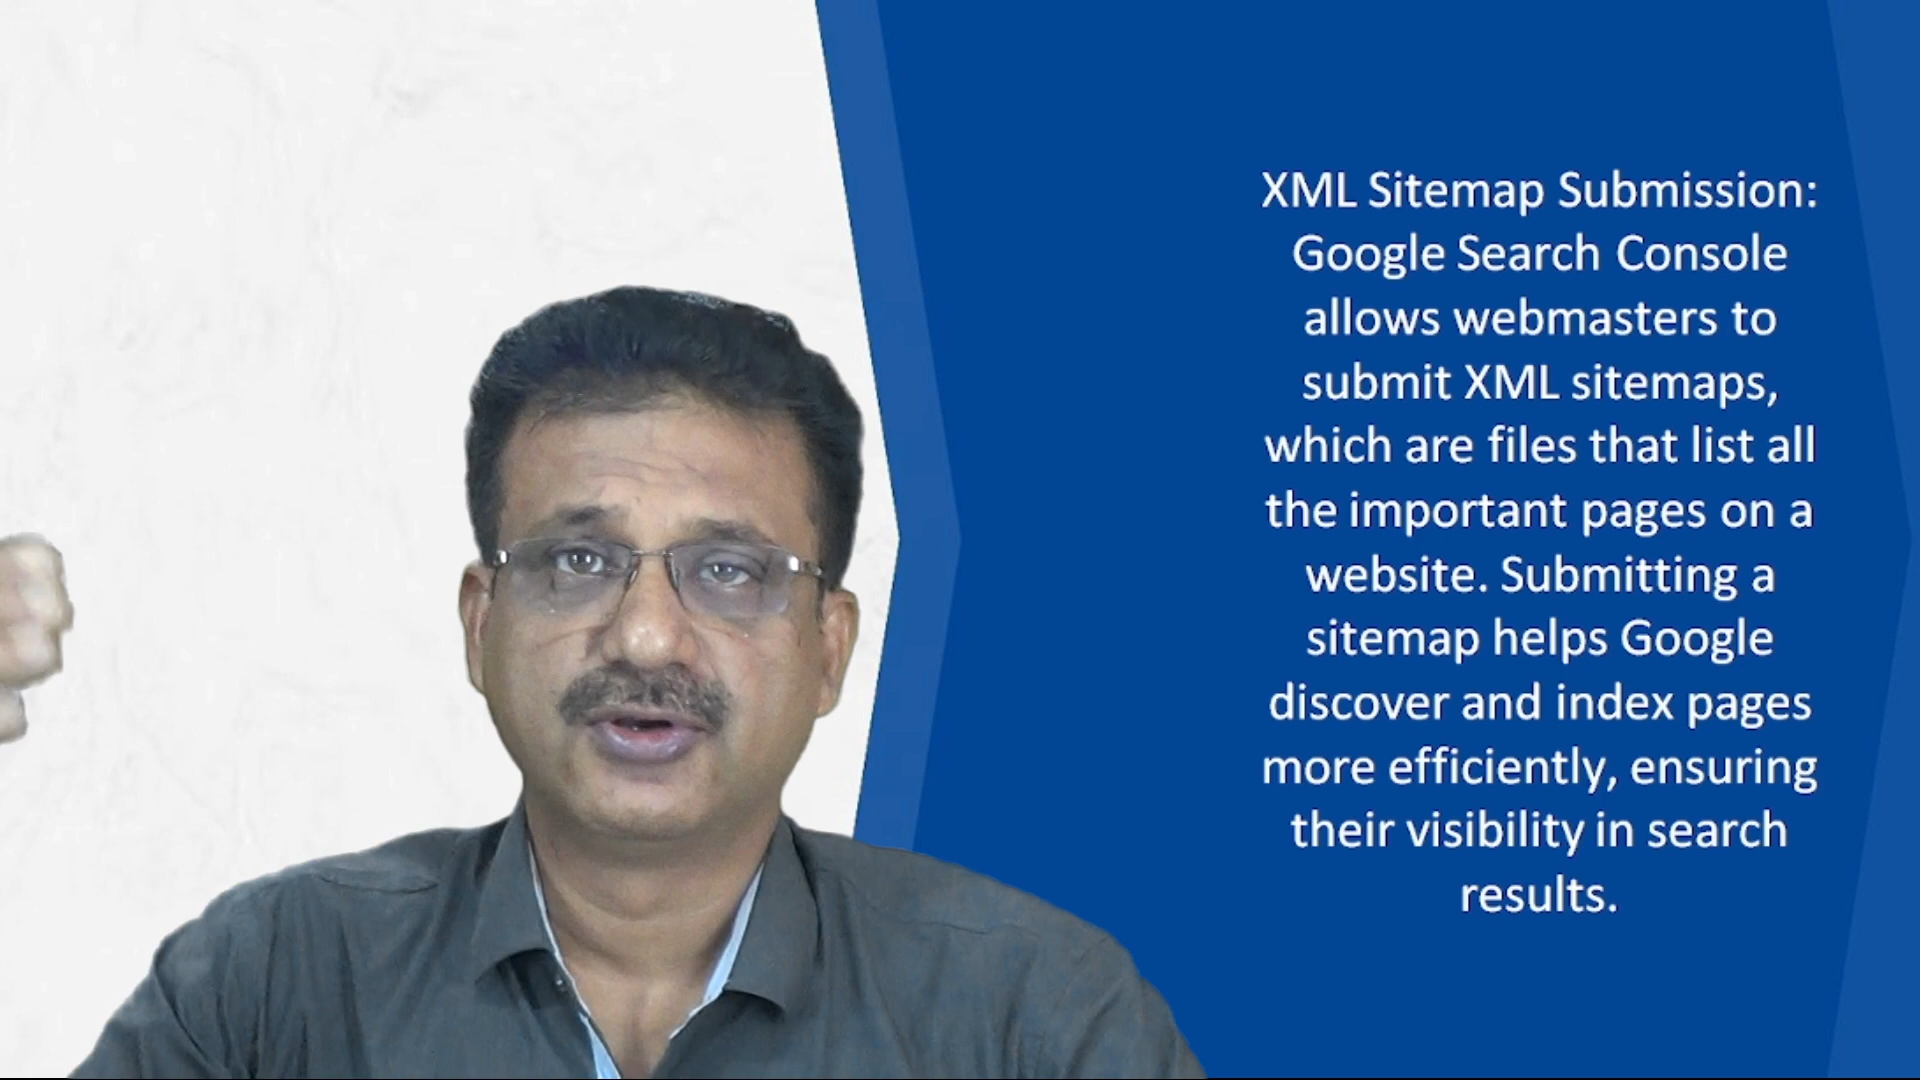 XML Sitemap Submission:
Google Search Console
allows webmasters to
submit XML sitemaps,
which are files that list all
the important pages on a
website. Submitting a
sitemap helps Google
discover and index pages
more efficiently, ensuring
their visibility in search
results.